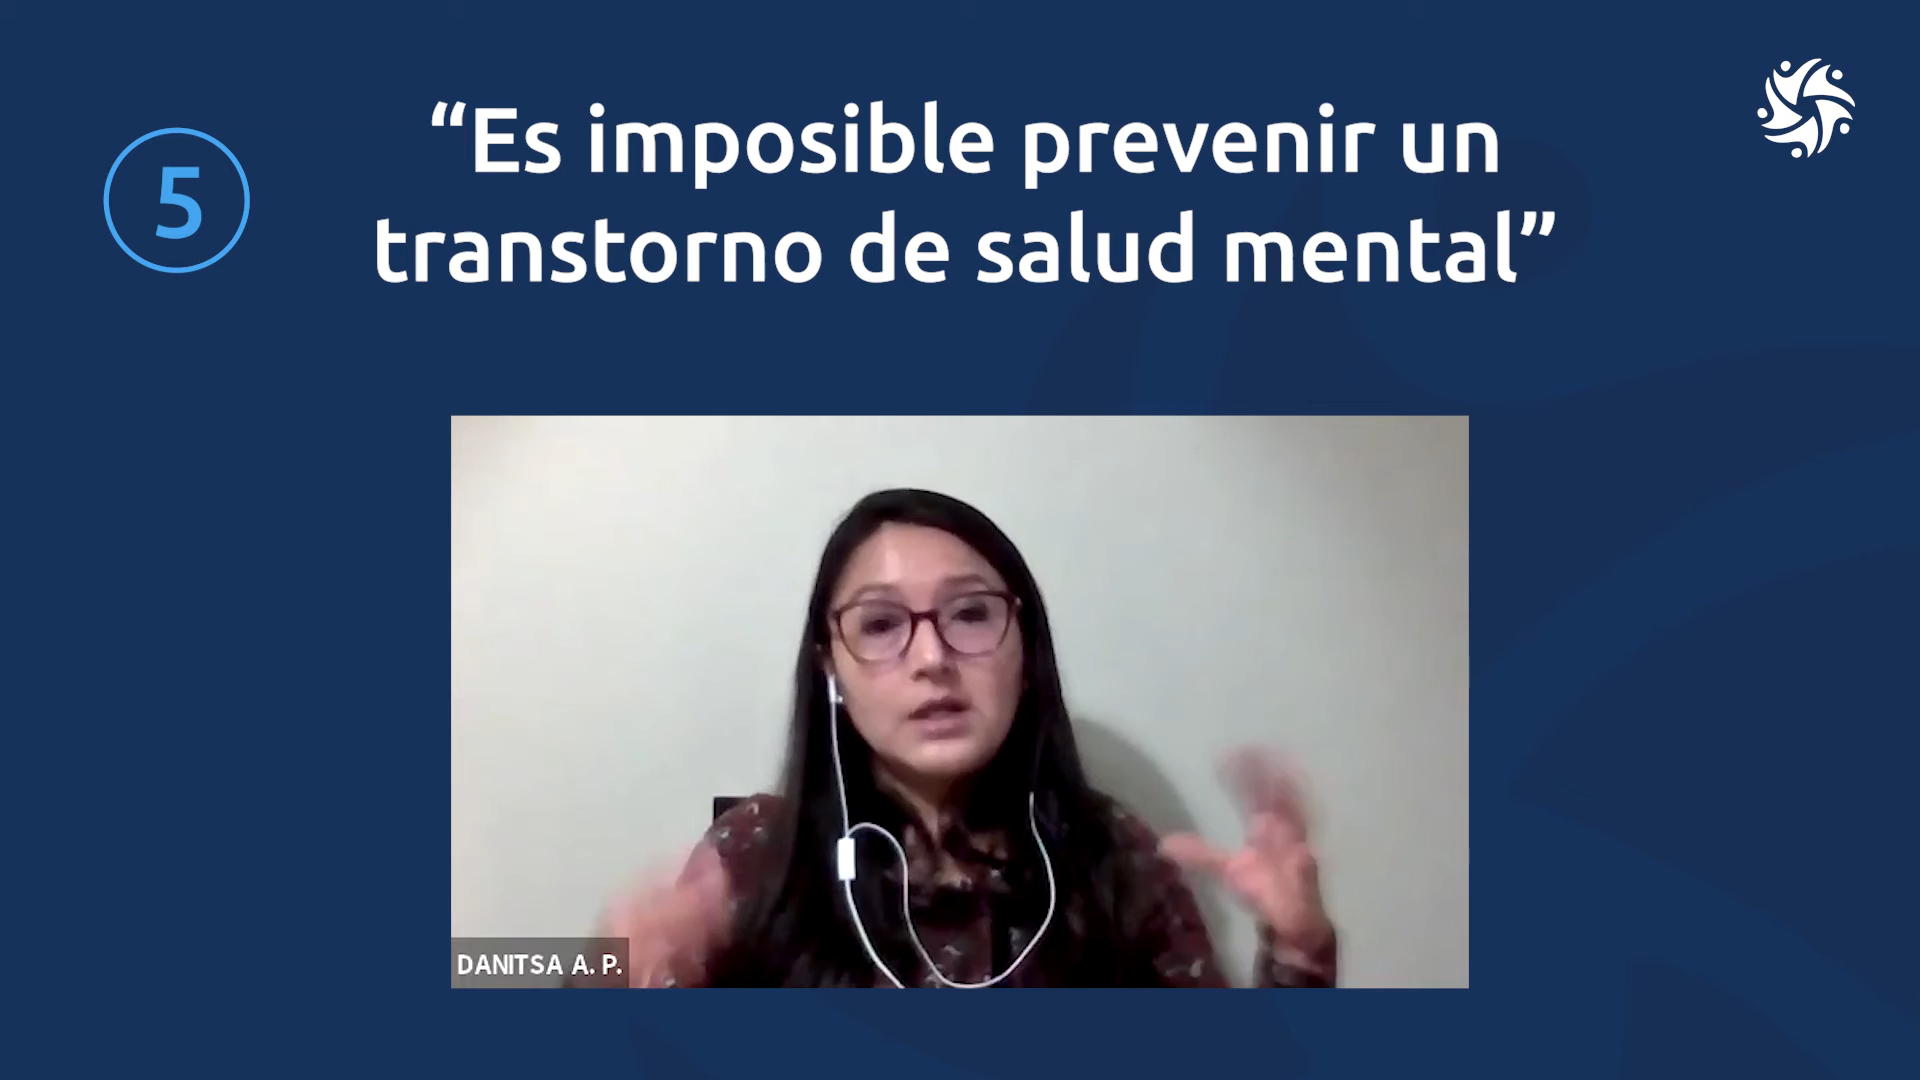 5
“Es imposible prevenir un
transtorno de salud mental”
DANITSA A. P.